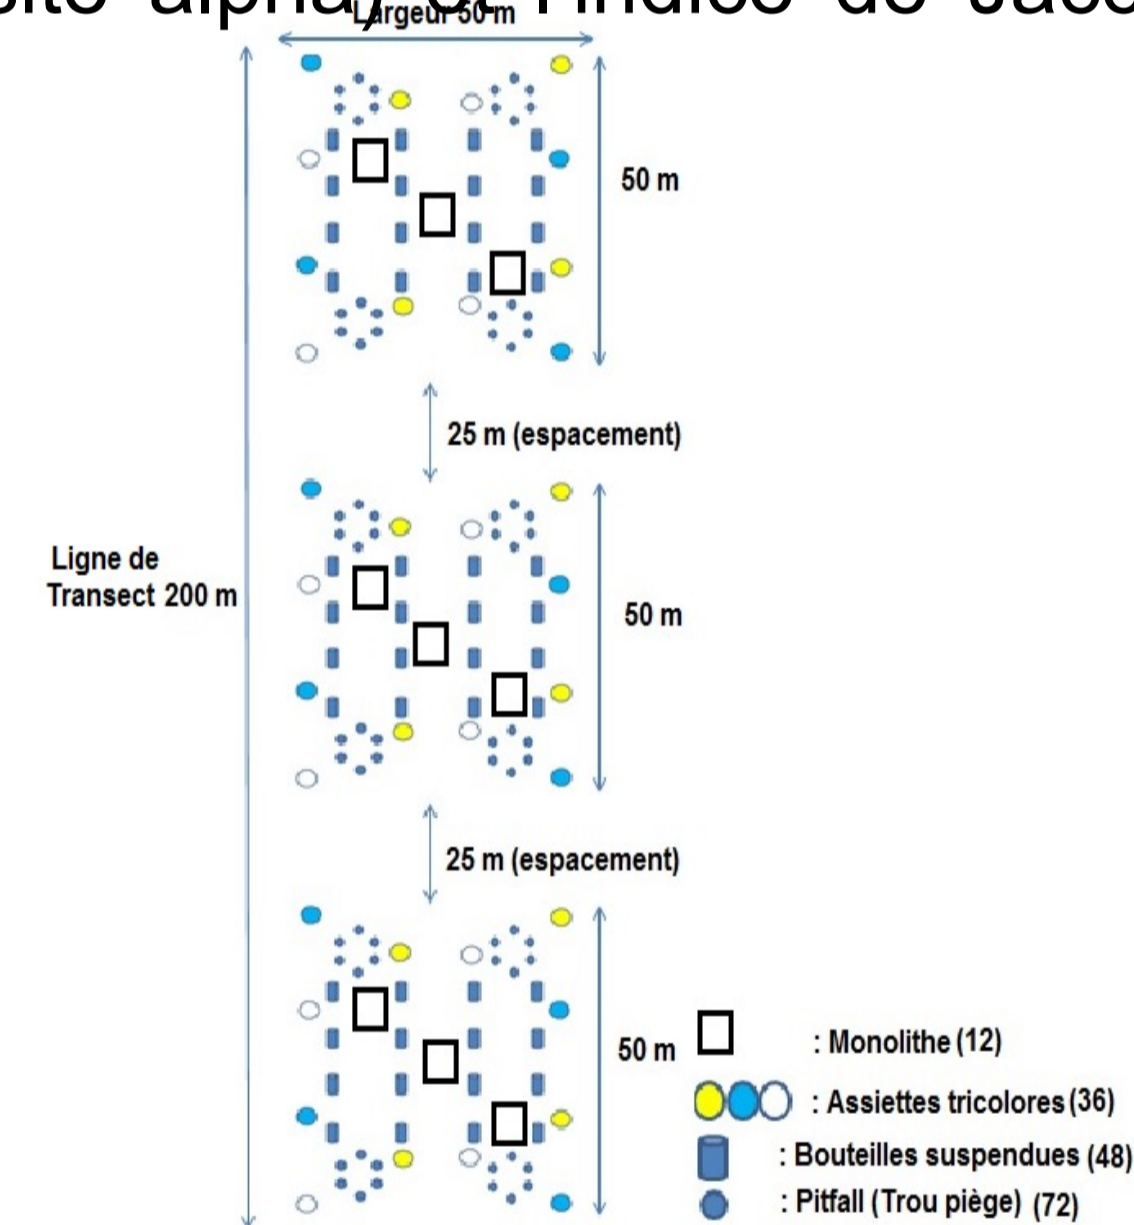 Largeur 50 m
50 m
25 m (espacement)
Ligne de
Transect 200 m
50 m
25 m (espacement)
50 m
: Monolithe (12)
: Assiettes tricolores (36)
: Bouteilles suspendues (48)
: Pitfall (Trou piège) (72)